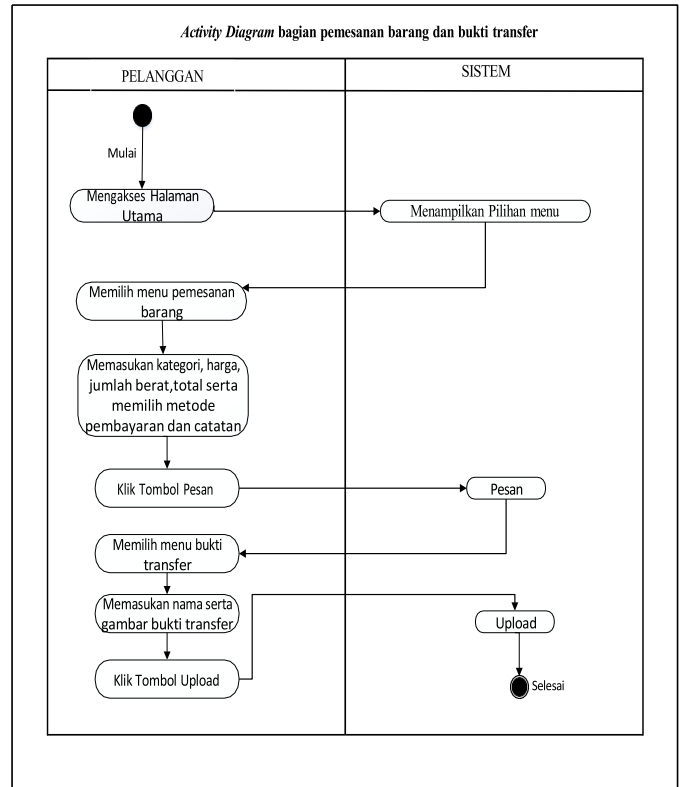 Activity Diagram bagian pemesanan barang dan bukti transfer
PELANGGAN
SISTEM
Mulai
Mengakses Halaman
Utama
Menampilkan Pilihan menu
Memilih menu pemesanan
barang
Memasukan kategori, harga,
jumlah berat,total serta
memilih metode
pembayaran dan catatan
Klik Tombol Pesan
Pesan
Memilih menu bukti
transfer
Memasukan nama serta
gambar bukti transfer
Upload
Klik Tombol Upload
Selesai